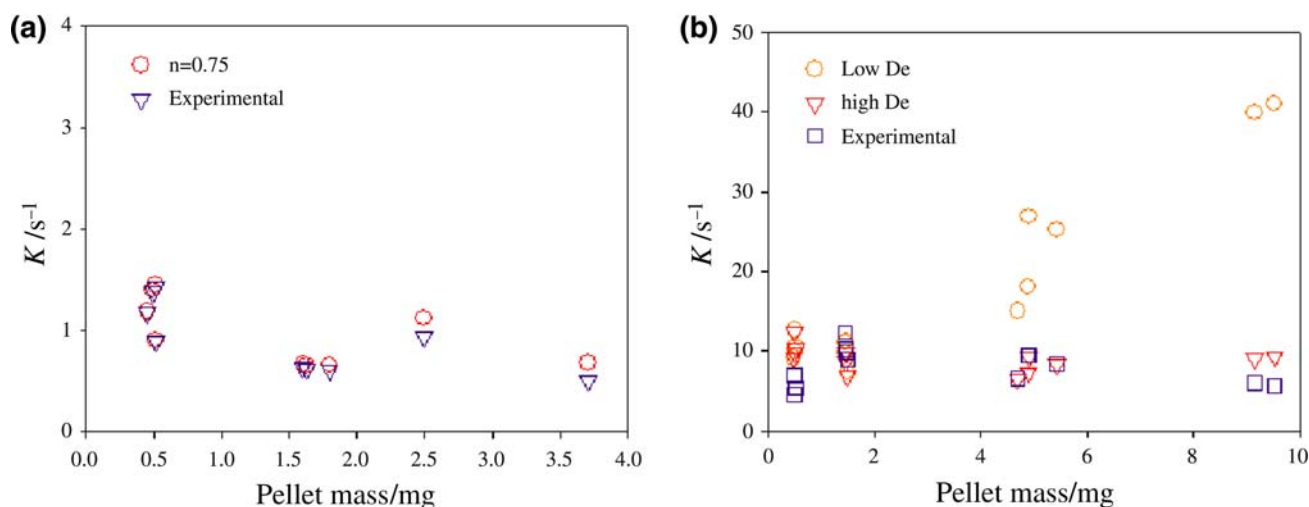 (a)
4
3
2
1
0
K /s⁻¹
n=0.75
Experimental
0.0 0.5 1.0 1.5 2.0 2.5 3.0 3.5 4.0
Pellet mass/mg
(b)
50
40
30
20
10
0
K /s⁻¹
Low De
high De
Experimental
0 2 4 6 8 10
Pellet mass/mg